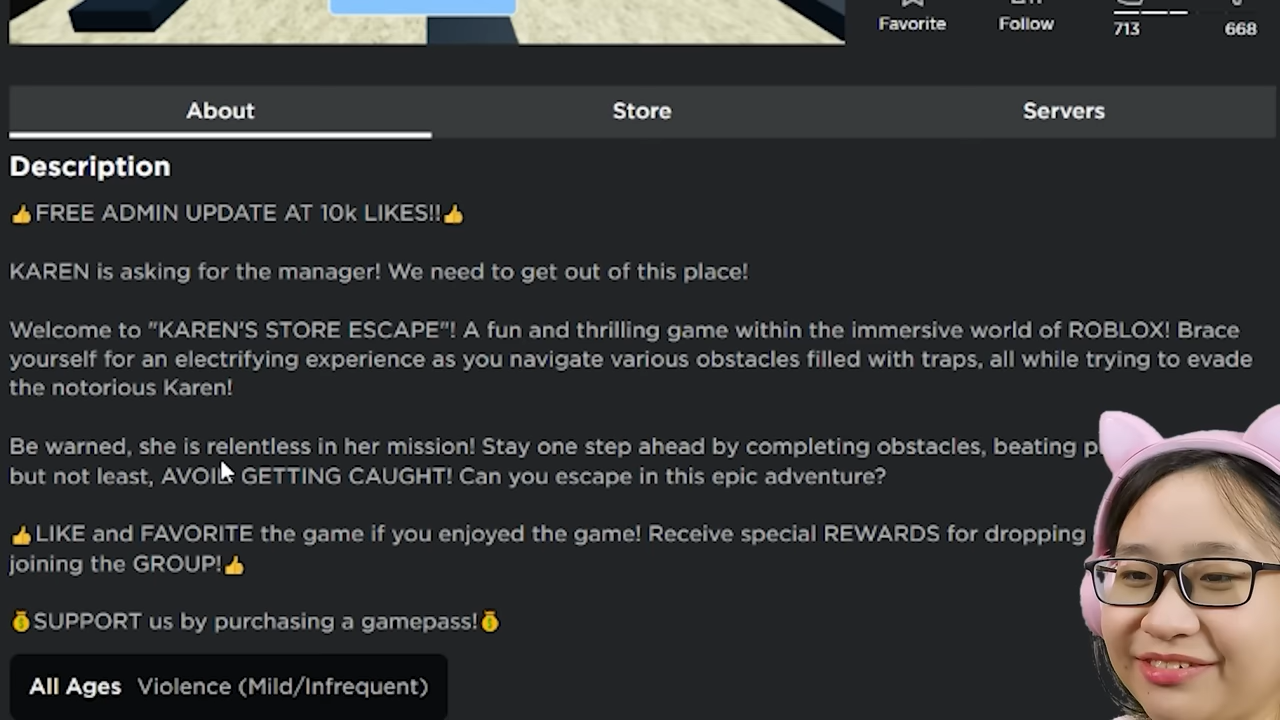 Favorite Follow 713 668
About Store Servers
Description
👍FREE ADMIN UPDATE AT 10k LIKES!!👍
KAREN is asking for the manager! We need to get out of this place!
Welcome to "KAREN'S STORE ESCAPE"! A fun and thrilling game within the immersive world of ROBLOX! Brace
yourself for an electrifying experience as you navigate various obstacles filled with traps, all while trying to evade
the notorious Karen!
Be warned, she is relentless in her mission! Stay one step ahead by completing obstacles, beating
but not least, AVOID GETTING CAUGHT! Can you escape in this epic adventure?
👍LIKE and FAVORITE the game if you enjoyed the game! Receive special REWARDS for dropping
joining the GROUP!👍
💰SUPPORT us by purchasing a gamepass!💰
All Ages Violence (Mild/Infrequent)